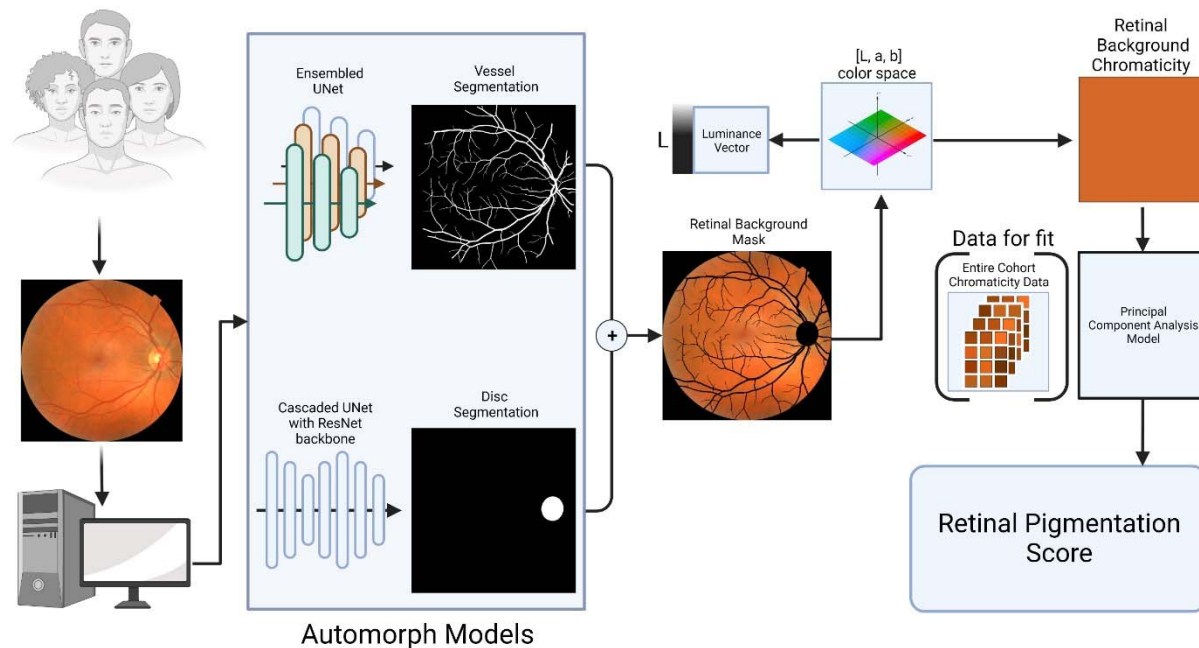 Ensembled
UNet
Vessel
Segmentation
Cascaded UNet
with ResNet
backbone
Disc
Segmentation
Automorph Models
+
Retinal Background
Mask
L
Luminance
Vector
[L, a, b]
color space
Retinal
Background
Chromaticity
Data for fit
Entire Cohort
Chromaticity Data
Principal
Component Analysis
Model
Retinal Pigmentation
Score